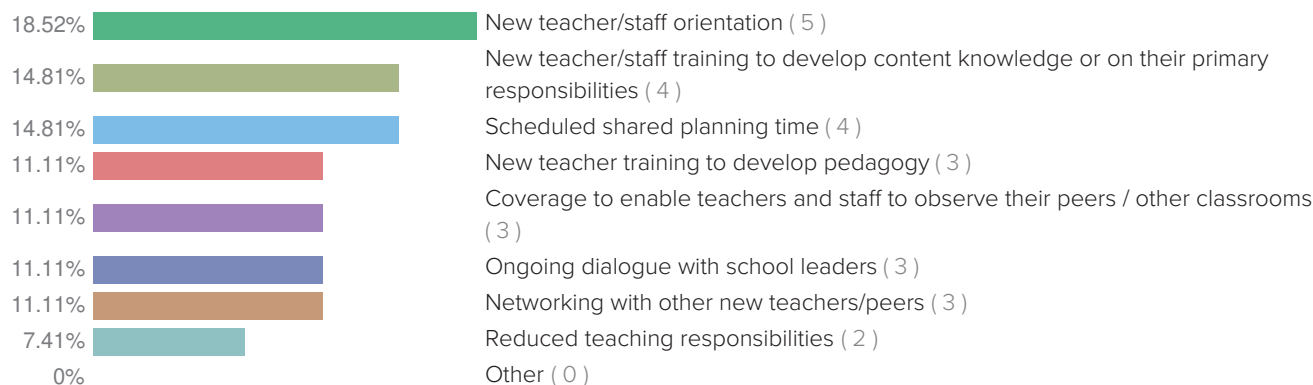 18.52% New teacher/staff orientation ( 5 )
New teacher/staff training to develop content knowledge or on their primary
14.81%
responsibilities ( 4 )
14.81% Scheduled shared planning time ( 4 )
11.11% New teacher training to develop pedagogy ( 3 )
Coverage to enable teachers and staff to observe their peers / other classrooms
11.11%
( 3 )
11.11% Ongoing dialogue with school leaders ( 3 )
11.11% Networking with other new teachers/peers ( 3 )
7.41% Reduced teaching responsibilities ( 2 )
0% Other ( 0 )